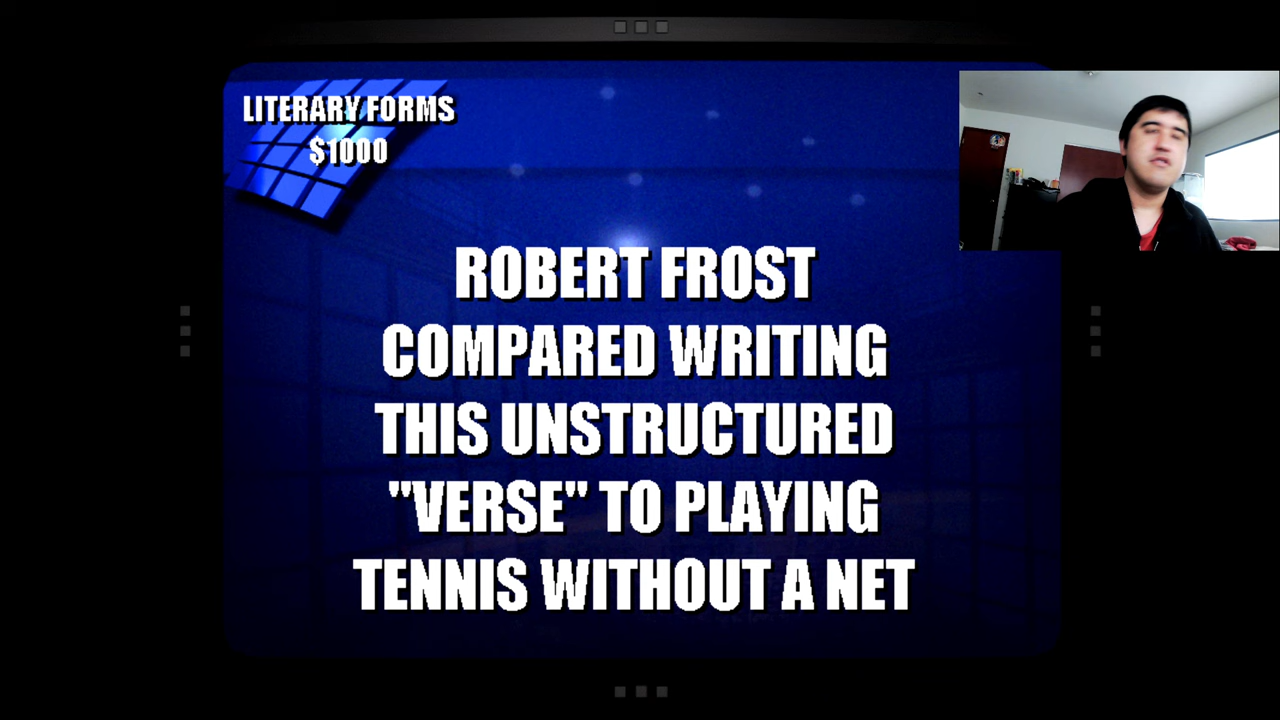 LITERARY FORMS
$1000
ROBERT FROST
COMPARED WRITING
THIS UNSTRUCTURED
"VERSE" TO PLAYING
TENNIS WITHOUT A NET